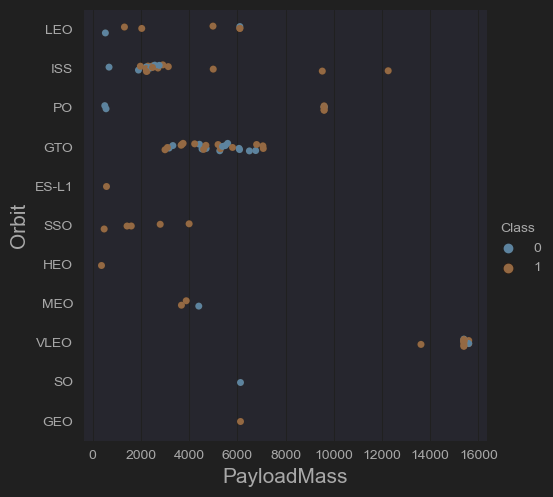 LEO
ISS
PO
GTO
ES-L1
SSO
HEO
MEO
VLEO
SO
GEO
Orbit
0 2000 4000 6000 8000 10000 12000 14000 16000
PayloadMass
Class
0
1